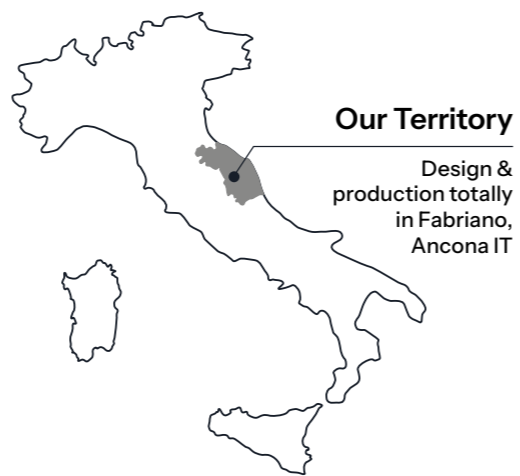 Our Territory
Design &
production totally
in Fabriano,
Ancona IT